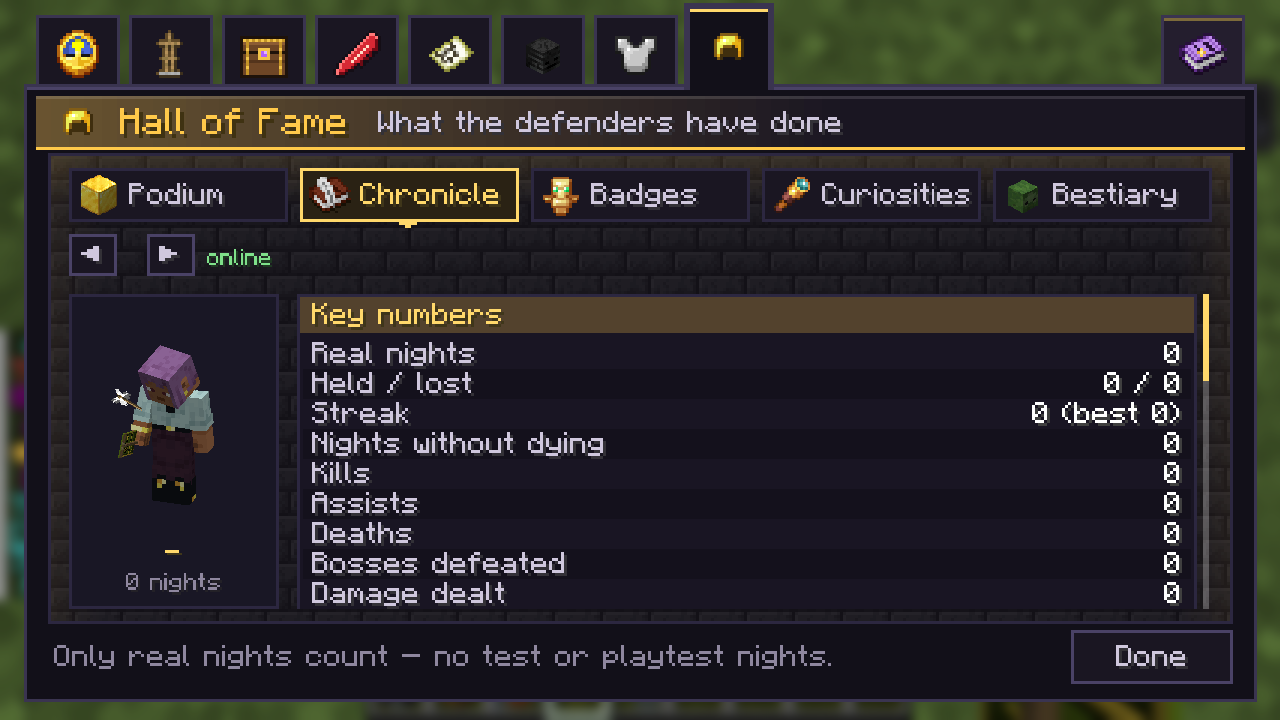 Hall of Fame What the defenders have done
Podium Chronicle Badges Curiosities Bestiary
online
Key numbers
Real nights 0
Held / lost 0 / 0
Streak 0 (best 0)
Nights without dying 0
Kills 0
Assists 0
Deaths 0
Bosses defeated 0
Damage dealt 0
–
0 nights
Only real nights count – no test or playtest nights.
Done